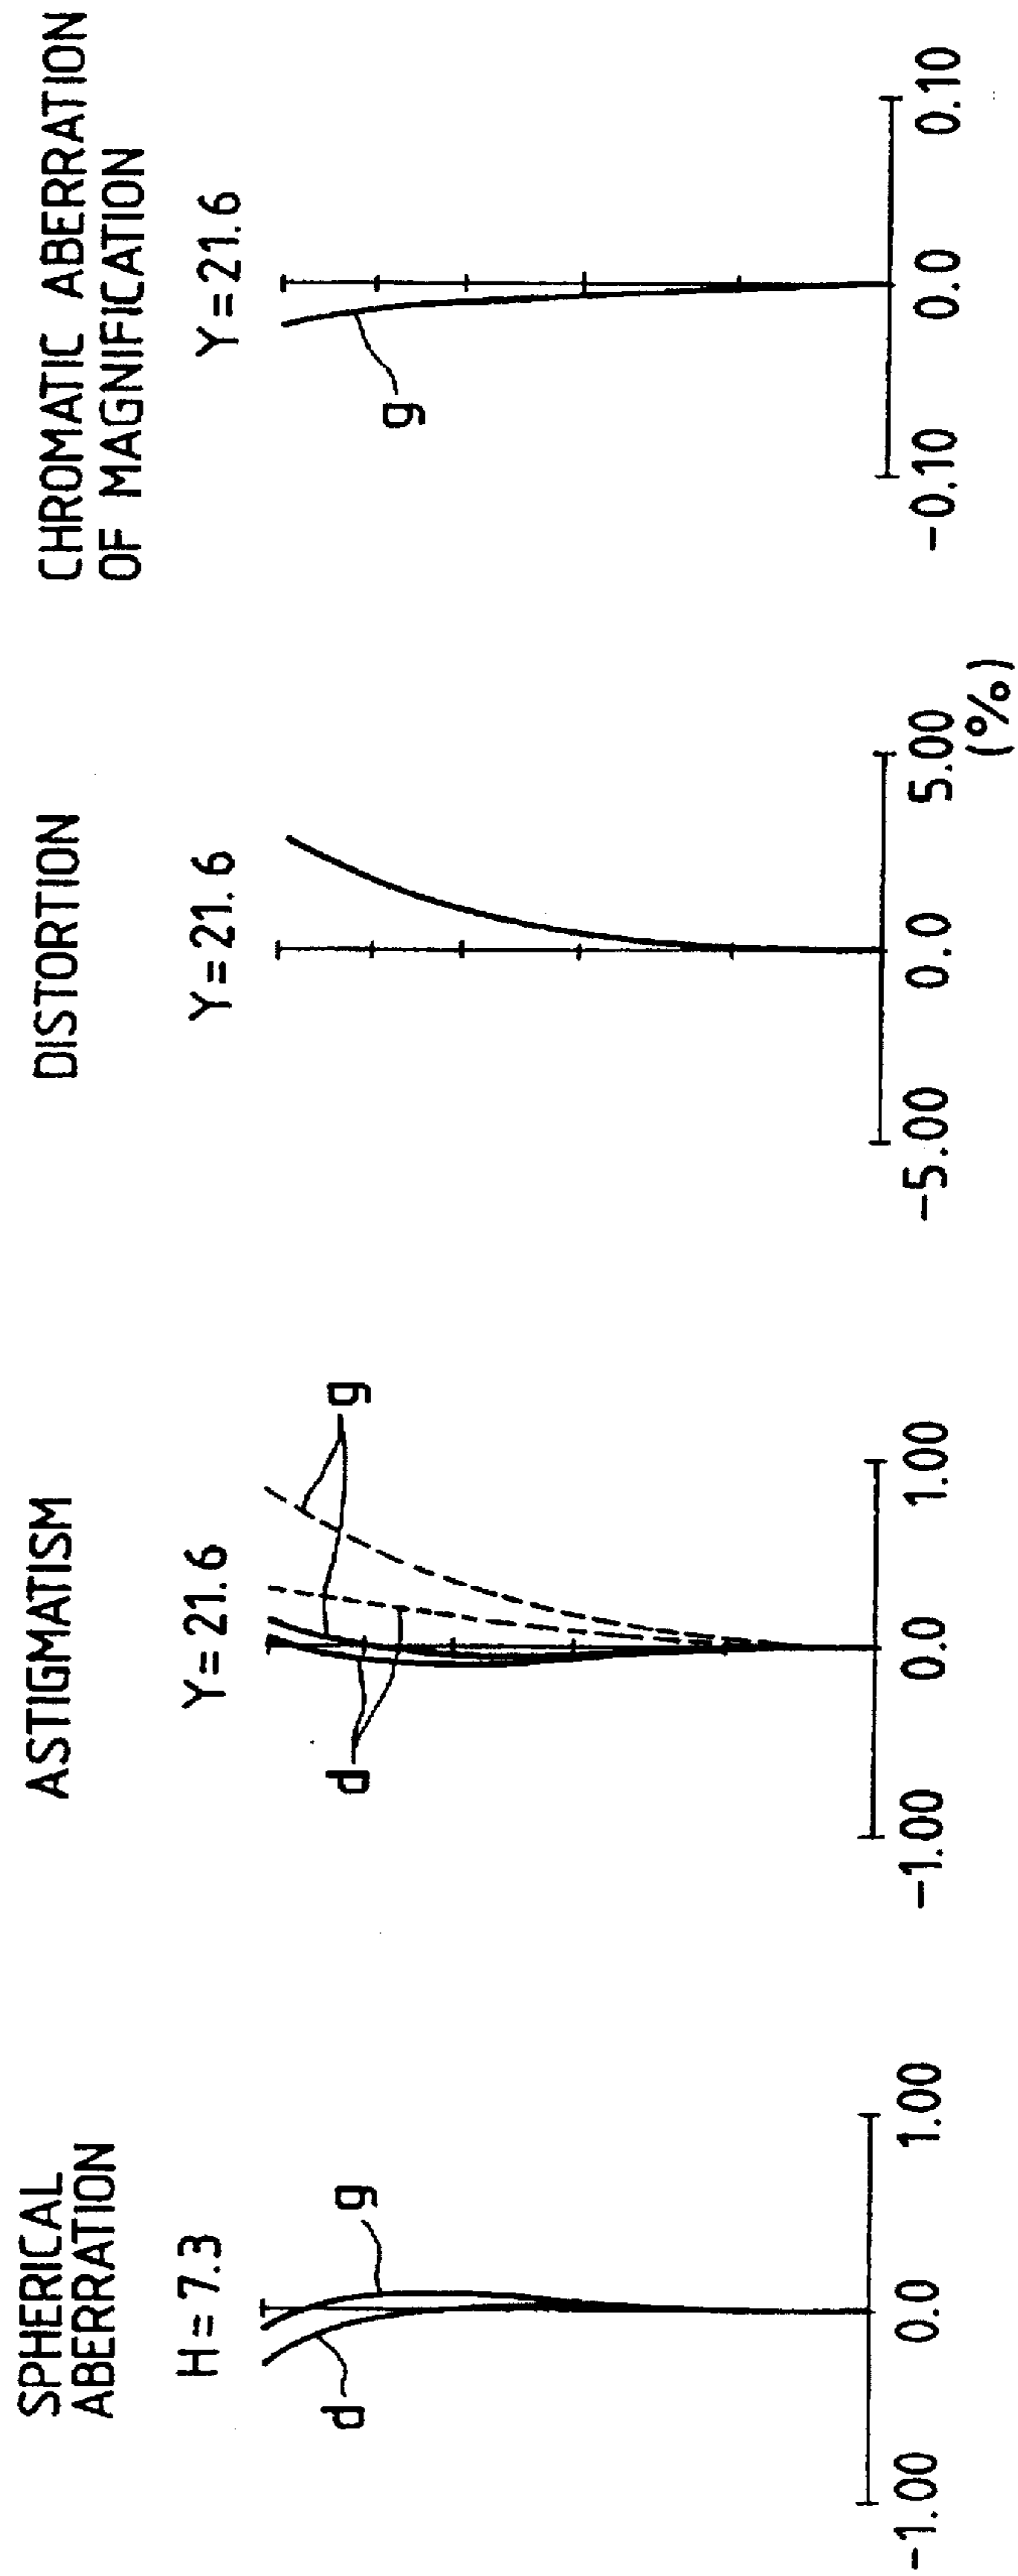 SPHERICAL
ABERRATION
H=7.3
g
d
-1.00
0.0
1.00
ASTIGMATISM
Y=21.6
g
d
-1.00
0.0
1.00
DISTORTION
Y=21.6
-5.00
0.0
5.00
(%)
CHROMATIC ABERRATION
OF MAGNIFICATION
Y=21.6
g
-0.10
0.0
0.10